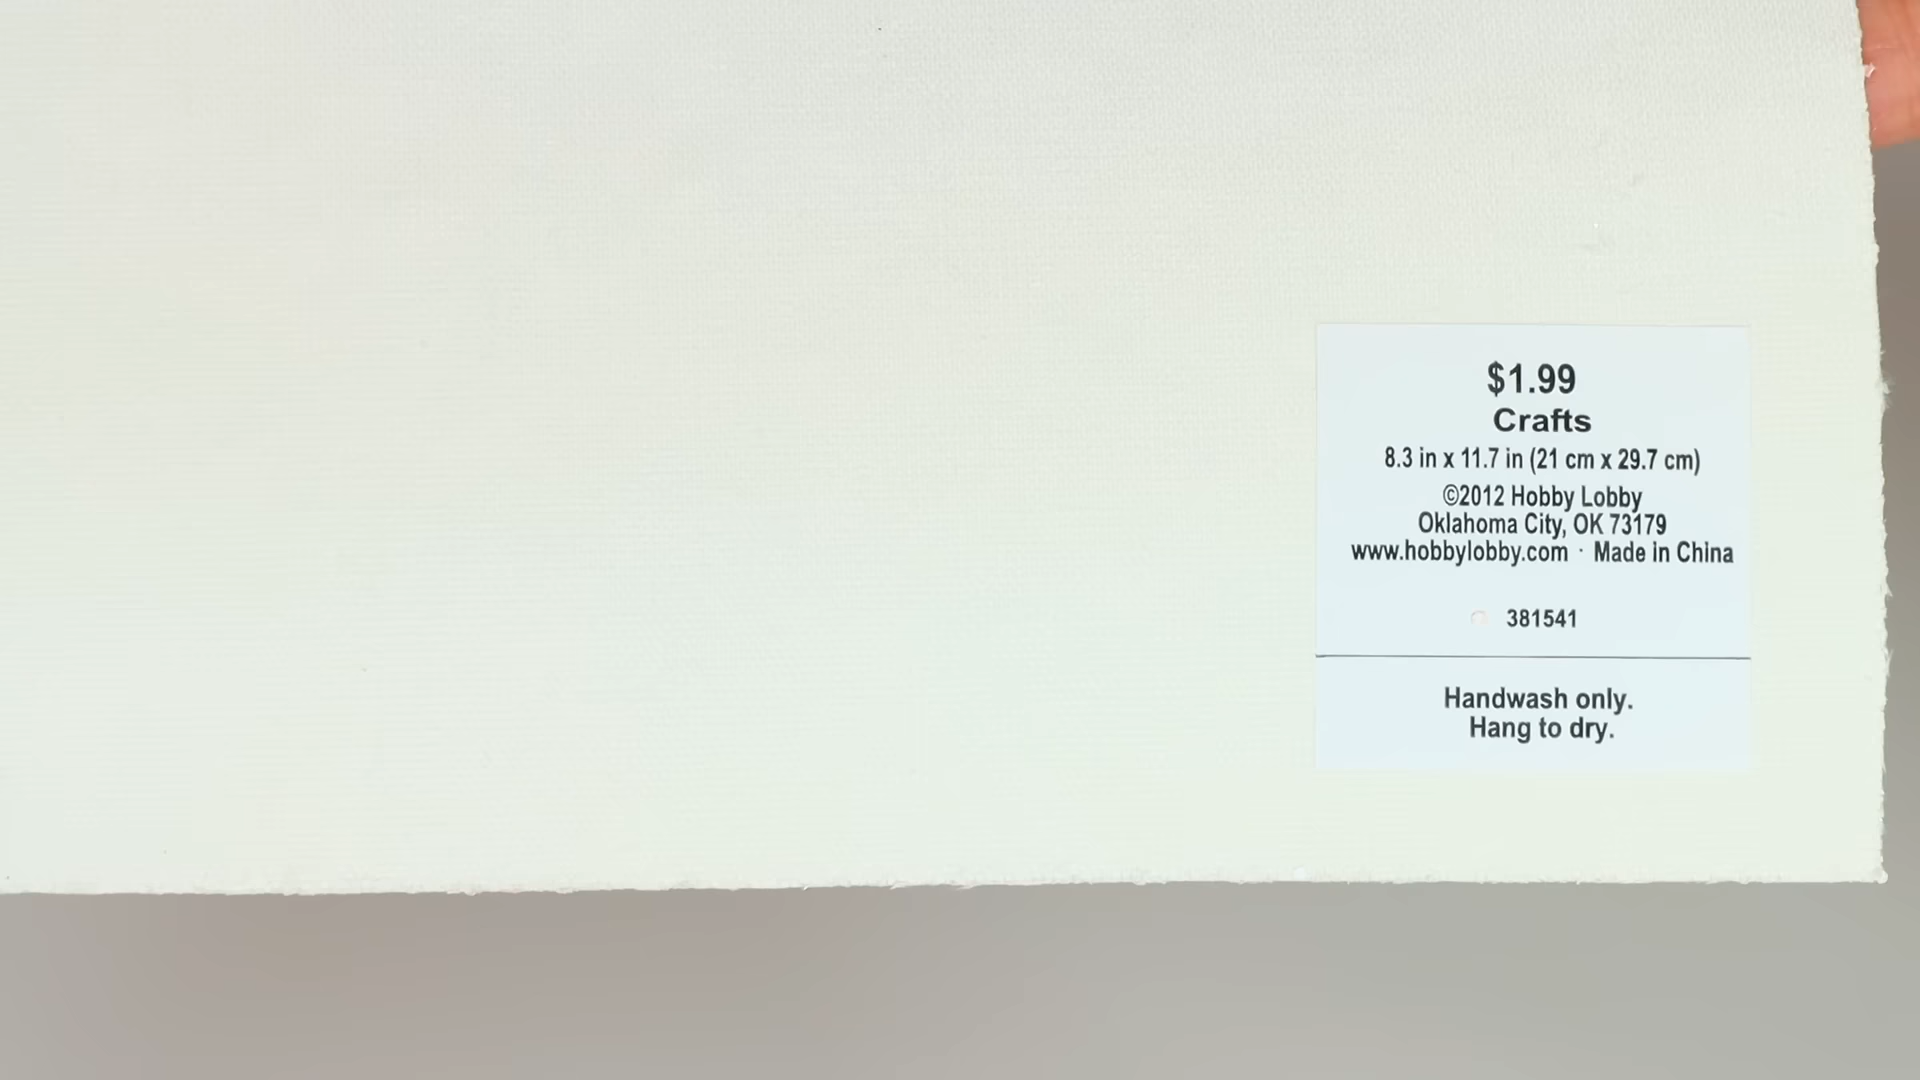 $1.99
Crafts
8.3 in x 11.7 in (21 cm x 29.7 cm)
©2012 Hobby Lobby
Oklahoma City, OK 73179
www.hobbylobby.com · Made in China
381541
Handwash only.
Hang to dry.